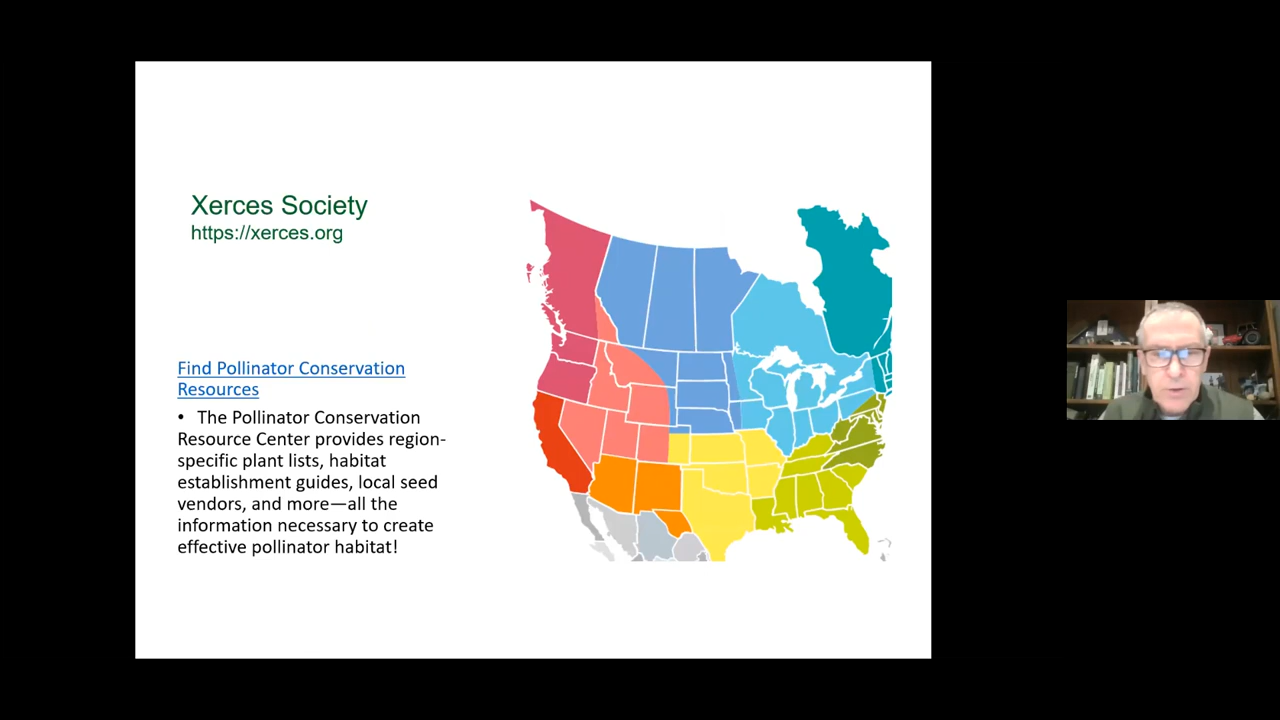 Xerces Society
https://xerces.org
Find Pollinator Conservation
Resources
• The Pollinator Conservation
Resource Center provides region-
specific plant lists, habitat
establishment guides, local seed
vendors, and more—all the
information necessary to create
effective pollinator habitat!